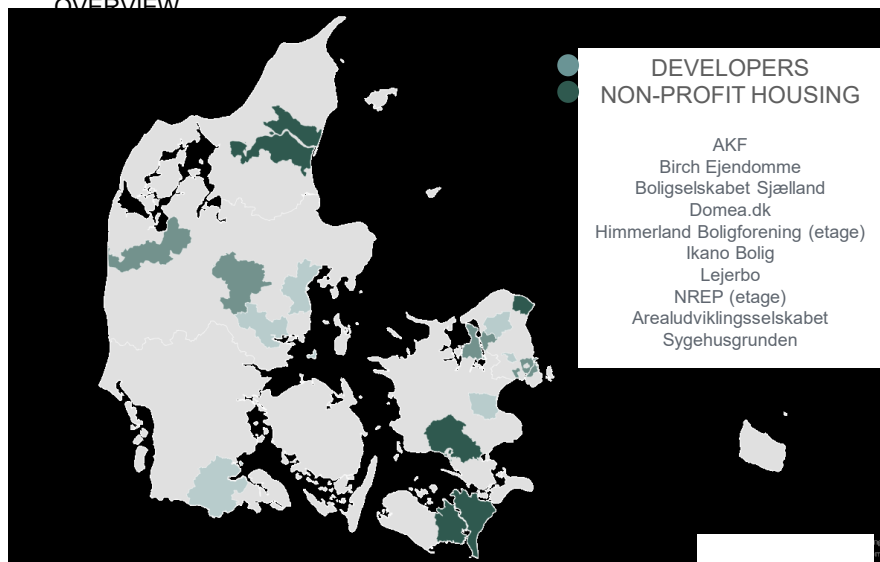 OVERVIEW
DEVELOPERS
NON-PROFIT HOUSING
AKF
Birch Ejendomme
Boligselskabet Sjælland
Domea.dk
Himmerland Boligforening (etage)
Ikano Bolig
Lejerbo
NREP (etage)
Arealudviklingsselskabet
Sygehusgrunden